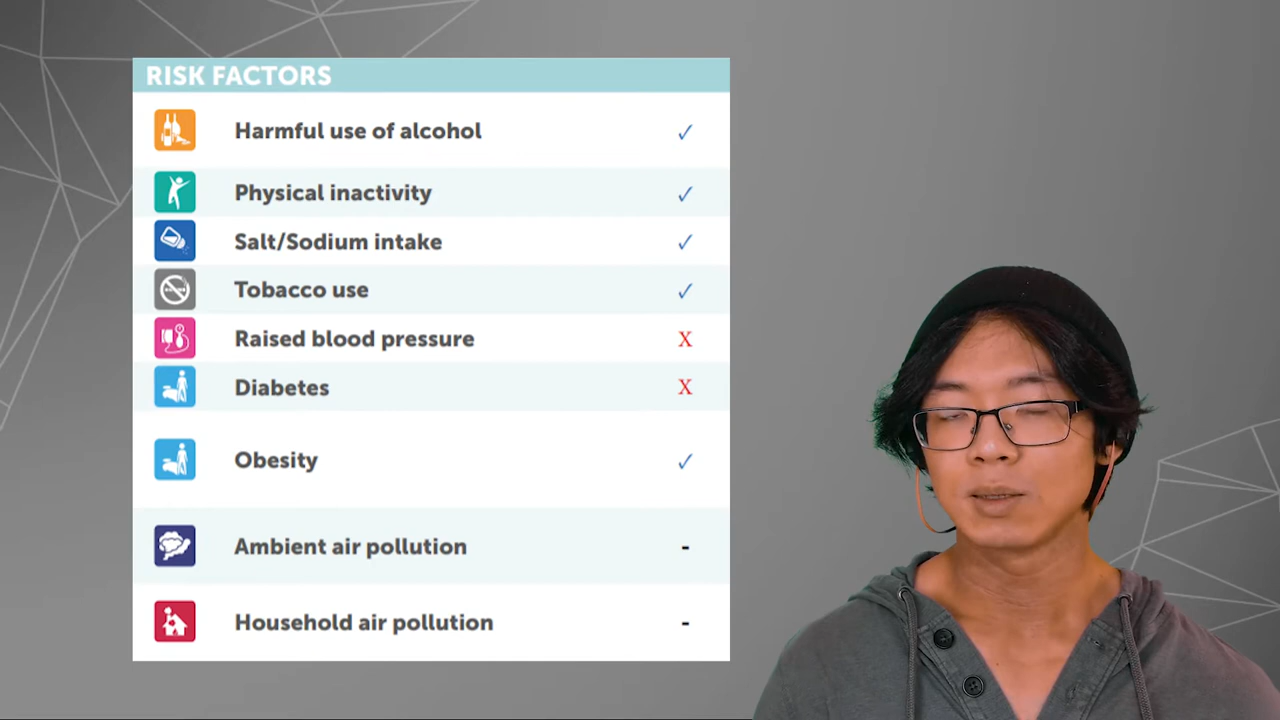 RISK FACTORS
Harmful use of alcohol ✓
Physical inactivity ✓
Salt/Sodium intake ✓
Tobacco use ✓
Raised blood pressure X
Diabetes X
Obesity ✓
Ambient air pollution -
Household air pollution -